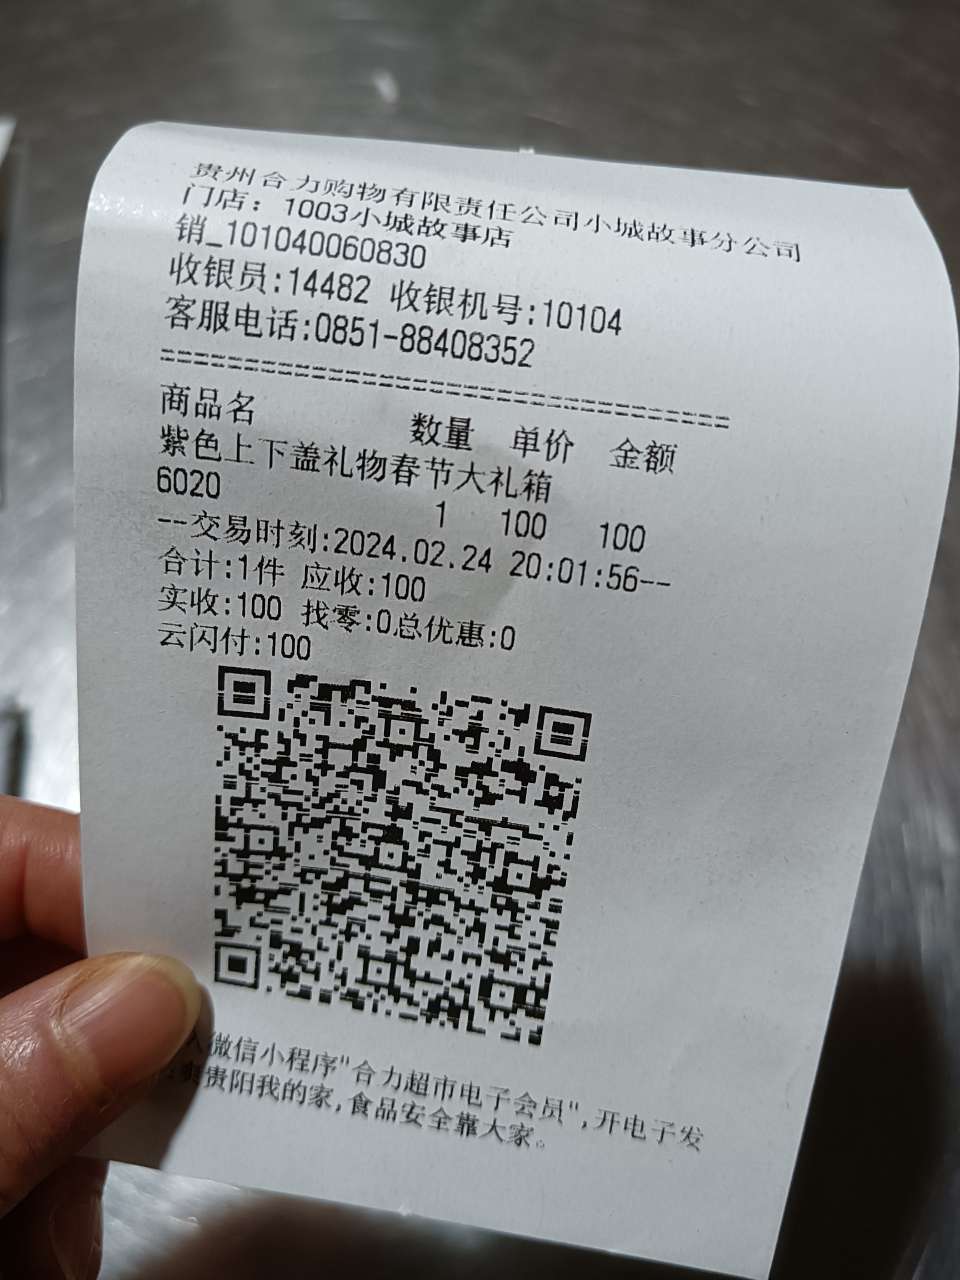 贵州合力购物有限责任公司小城故事分公司
门店：1003小城故事店
销_101040060830
收银员:14482 收银机号:10104
客服电话:0851-88408352
商品名 数量 单价 金额
紫色上下盖礼物春节大礼箱
6020 1 100 100
--交易时刻:2024.02.24 20:01:56--
合计:1件 应收:100
实收:100 找零:0总优惠:0
云闪付:100
微信小程序"合力超市电子会员",开电子发
贵阳我的家,食品安全靠大家。